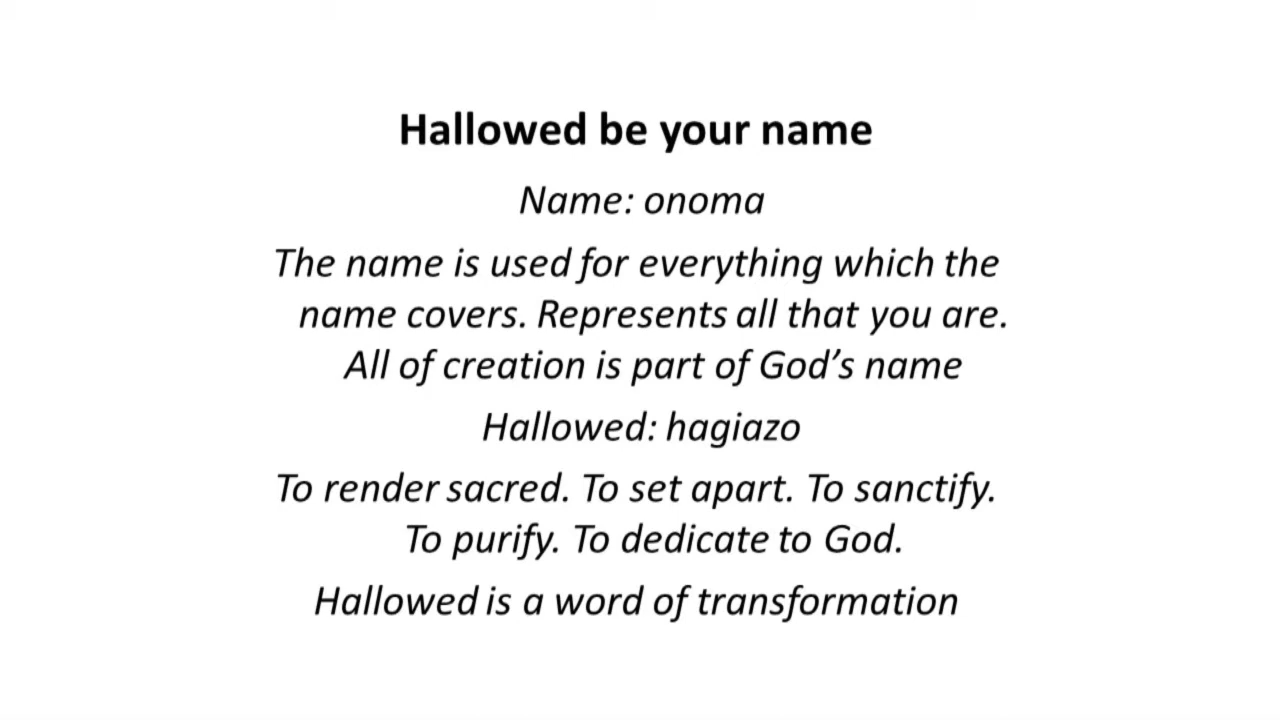 Hallowed be your name
Name: onoma
The name is used for everything which the
name covers. Represents all that you are.
All of creation is part of God’s name
Hallowed: hagiazo
To render sacred. To set apart. To sanctify.
To purify. To dedicate to God.
Hallowed is a word of transformation